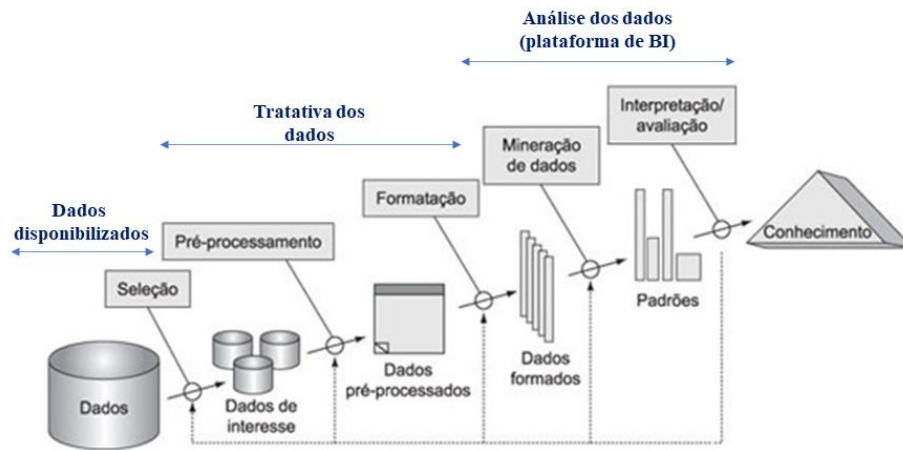 Análise dos dados
(plataforma de BI)
Tratativa dos
dados
Dados
disponibilizados
Seleção
Pré-processamento
Formatação
Mineração
de dados
Interpretação/
avaliação
Dados
Dados de
interesse
Dados
pré-processados
Dados
formados
Padrões
Conhecimento